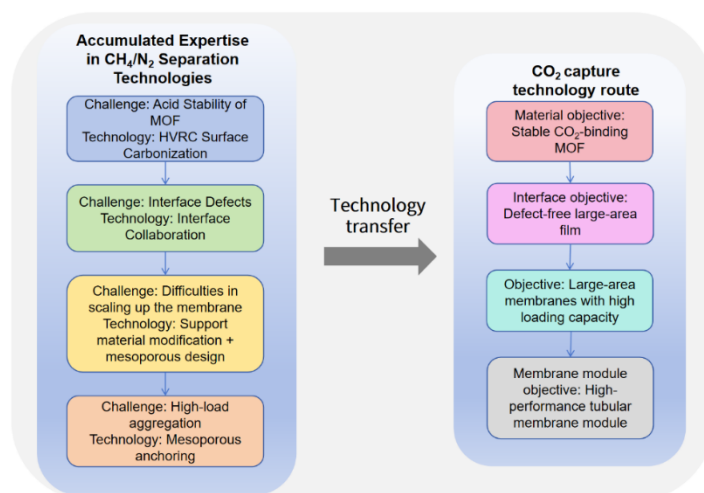 Accumulated Expertise
in CH₄/N₂ Separation
Technologies
Challenge: Acid Stability of
MOF
Technology: HVRC Surface
Carbonization
Challenge: Interface Defects
Technology: Interface
Collaboration
Challenge: Difficulties in
scaling up the membrane
Technology: Support
material modification +
mesoporous design
Challenge: High-load
aggregation
Technology: Mesoporous
anchoring
Technology
transfer
CO₂ capture
technology route
Material objective:
Stable CO₂-binding
MOF
Interface objective:
Defect-free large-area
film
Objective: Large-area
membranes with high
loading capacity
Membrane module
objective: High-
performance tubular
membrane module